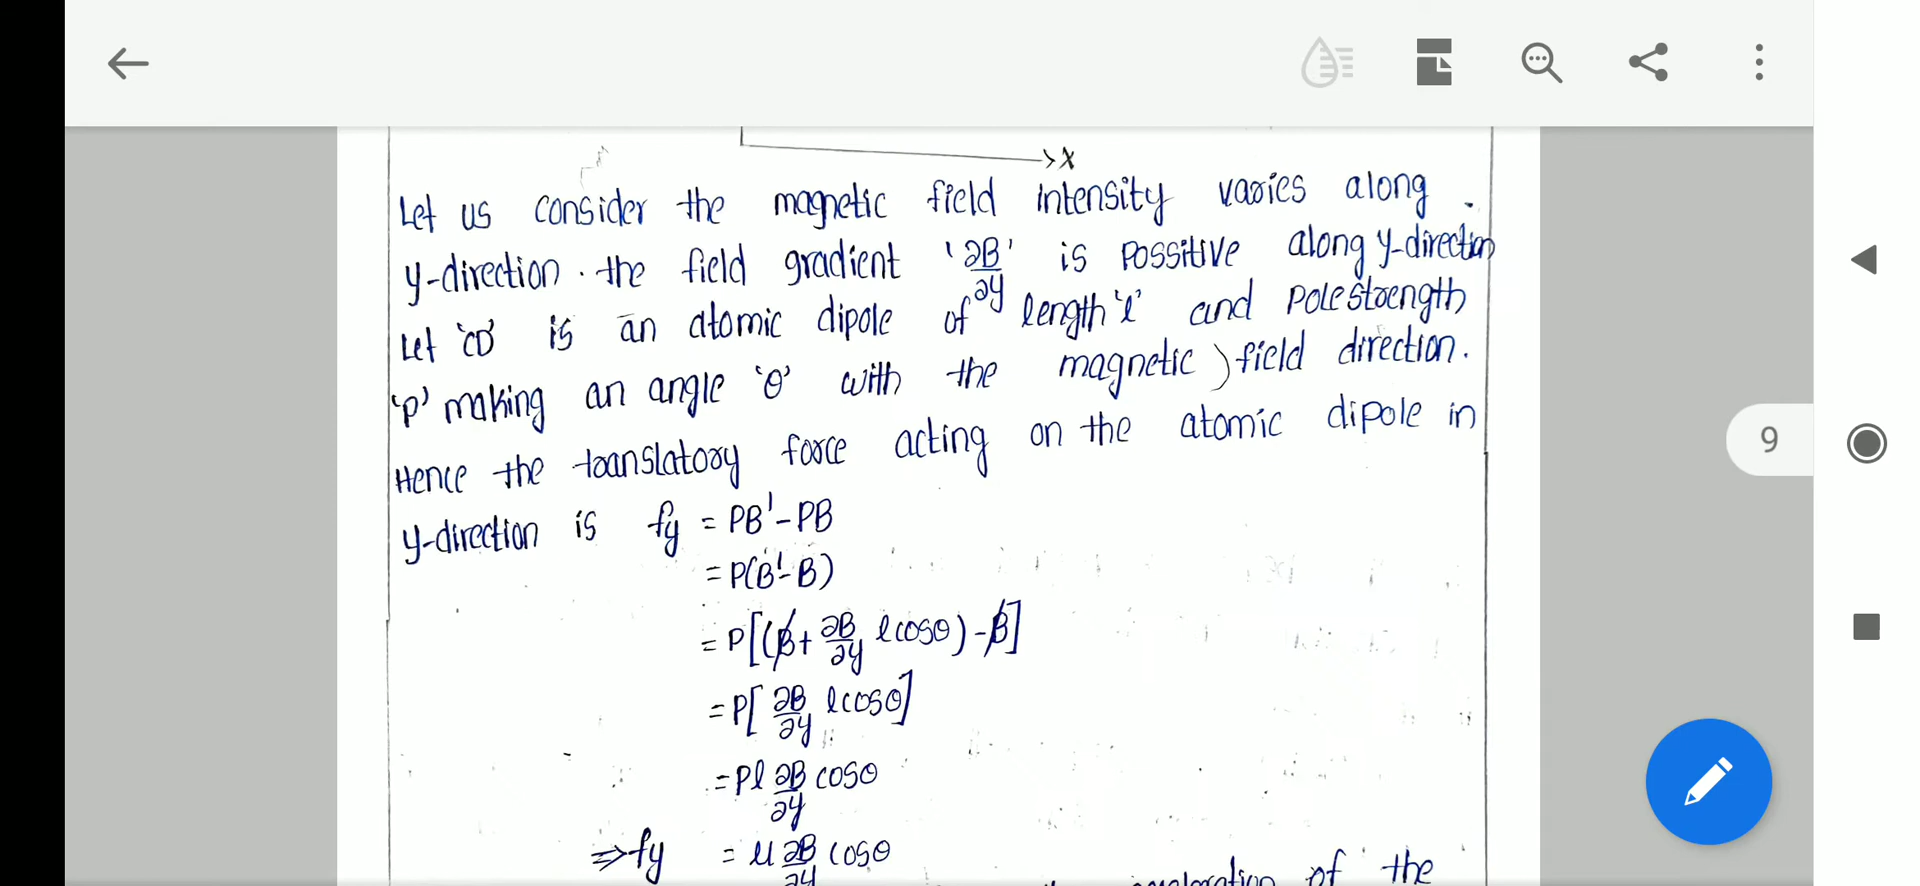 →X
Let us consider the magnetic field intensity varies along
y-direction. the field gradient '∂B/∂y' is possitive along y-direction
Let 'CD' is an atomic dipole of length 'l' and polestrength
'p' making an angle 'θ' with the magnetic field direction.
Hence the translatory force acting on the atomic dipole in
y-direction is fy = PB' - PB
= P(B' - B)
= P[(B + ∂B/∂y lcosθ) - B]
= P[∂B/∂y lcosθ]
= Pl ∂B/∂y cosθ
⇒ fy = μ ∂B/∂y cosθ
of the
9